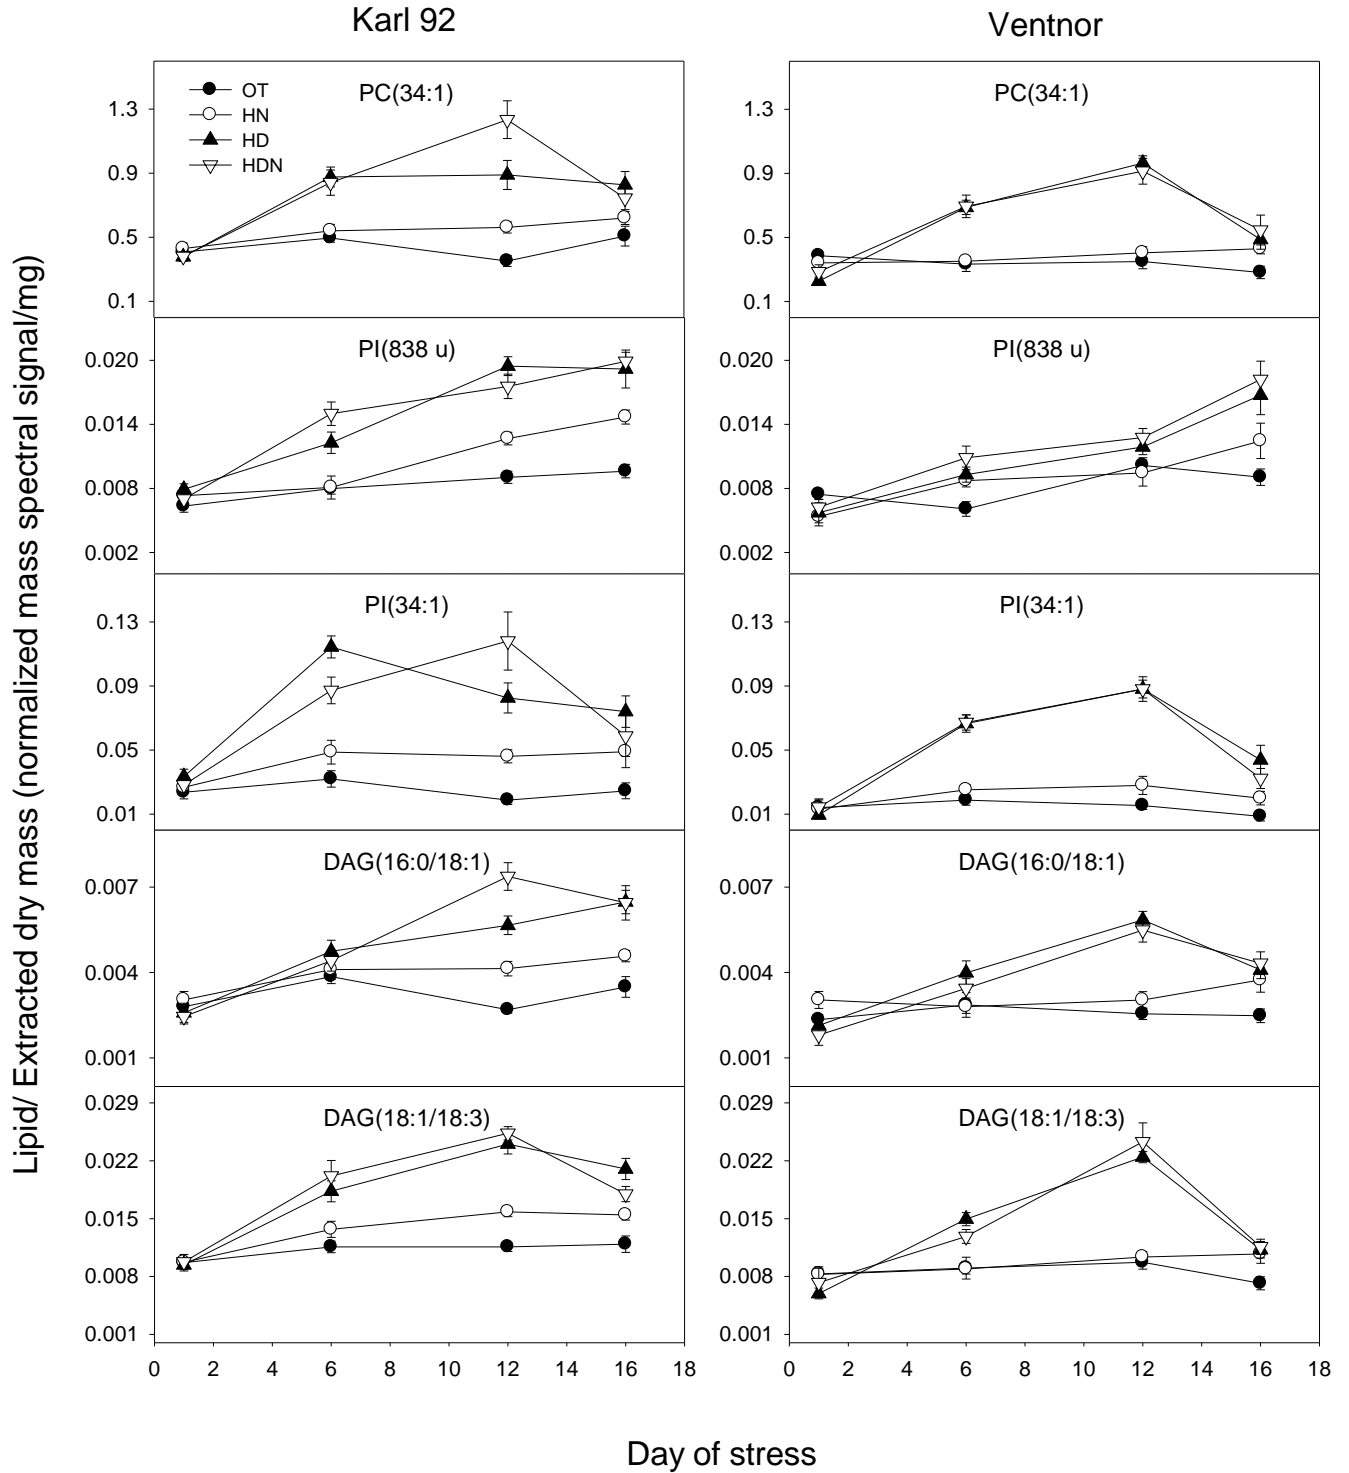 Karl 92
Ventnor
Lipid/ Extracted dry mass (normalized mass spectral signal/mg)
PC(34:1)
OT
HN
HD
HDN
1.3
0.9
0.5
0.1
PC(34:1)
1.3
0.9
0.5
0.1
PI(838 u)
0.020
0.014
0.008
0.002
PI(838 u)
0.020
0.014
0.008
0.002
PI(34:1)
0.13
0.09
0.05
0.01
PI(34:1)
0.13
0.09
0.05
0.01
DAG(16:0/18:1)
0.007
0.004
0.001
DAG(16:0/18:1)
0.007
0.004
0.001
DAG(18:1/18:3)
0.029
0.022
0.015
0.008
0.001
0 2 4 6 8 10 12 14 16 18
DAG(18:1/18:3)
0.029
0.022
0.015
0.008
0.001
0 2 4 6 8 10 12 14 16 18
Day of stress